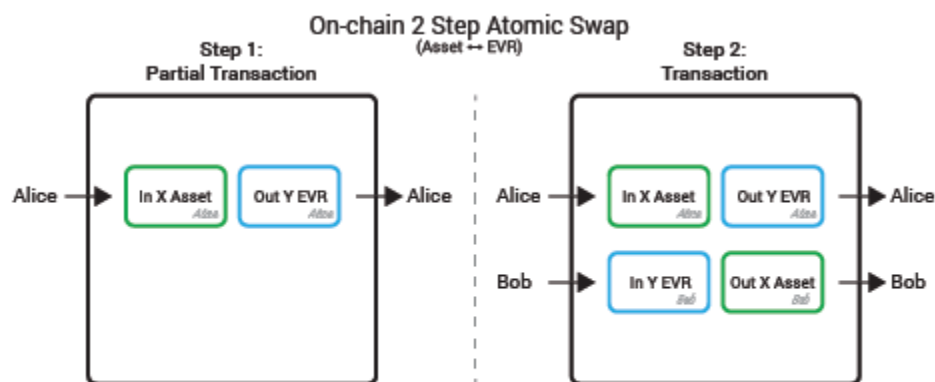 On-chain 2 Step Atomic Swap
(Asset ↔ EVR)
Step 1:
Partial Transaction
Step 2:
Transaction
Alice
In X Asset
Alice
Out Y EVR
Alice
Alice
Alice
In X Asset
Alice
Out Y EVR
Alice
Alice
Bob
In Y EVR
Bob
Out X Asset
Bob
Bob